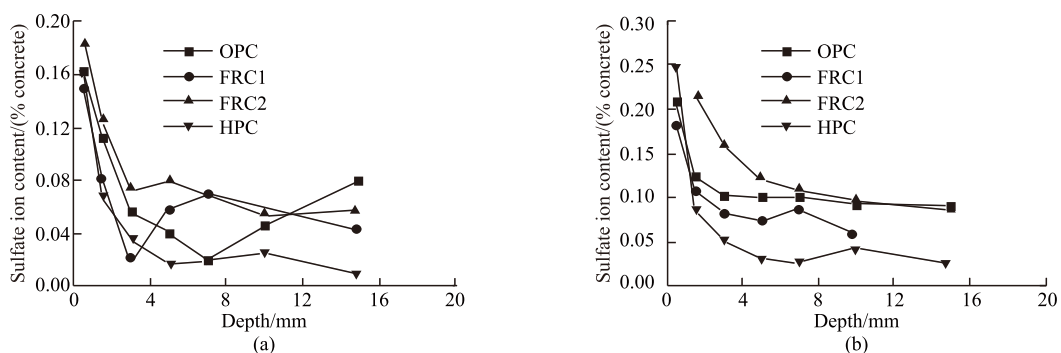 Sulfate ion content/(% concrete)
0.20
0.16
0.12
0.08
0.04
0.00
0
4
8
12
16
20
Depth/mm
OPC
FRC1
FRC2
HPC
(a)
Sulfate ion content/(% concrete)
0.30
0.25
0.20
0.15
0.10
0.05
0.00
0
4
8
12
16
20
Depth/mm
OPC
FRC1
FRC2
HPC
(b)